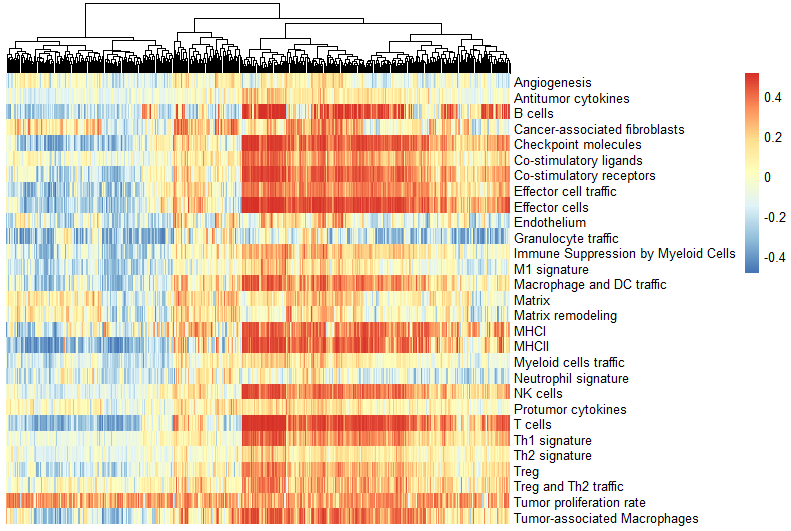 Angiogenesis
Antitumor cytokines
B cells
Cancer-associated fibroblasts
Checkpoint molecules
Co-stimulatory ligands
Co-stimulatory receptors
Effector cell traffic
Effector cells
Endothelium
Granulocyte traffic
Immune Suppression by Myeloid Cells
M1 signature
Macrophage and DC traffic
Matrix
Matrix remodeling
MHCI
MHCII
Myeloid cells traffic
Neutrophil signature
NK cells
Protumor cytokines
T cells
Th1 signature
Th2 signature
Treg
Treg and Th2 traffic
Tumor proliferation rate
Tumor-associated Macrophages
0.4
0.2
0
-0.2
-0.4